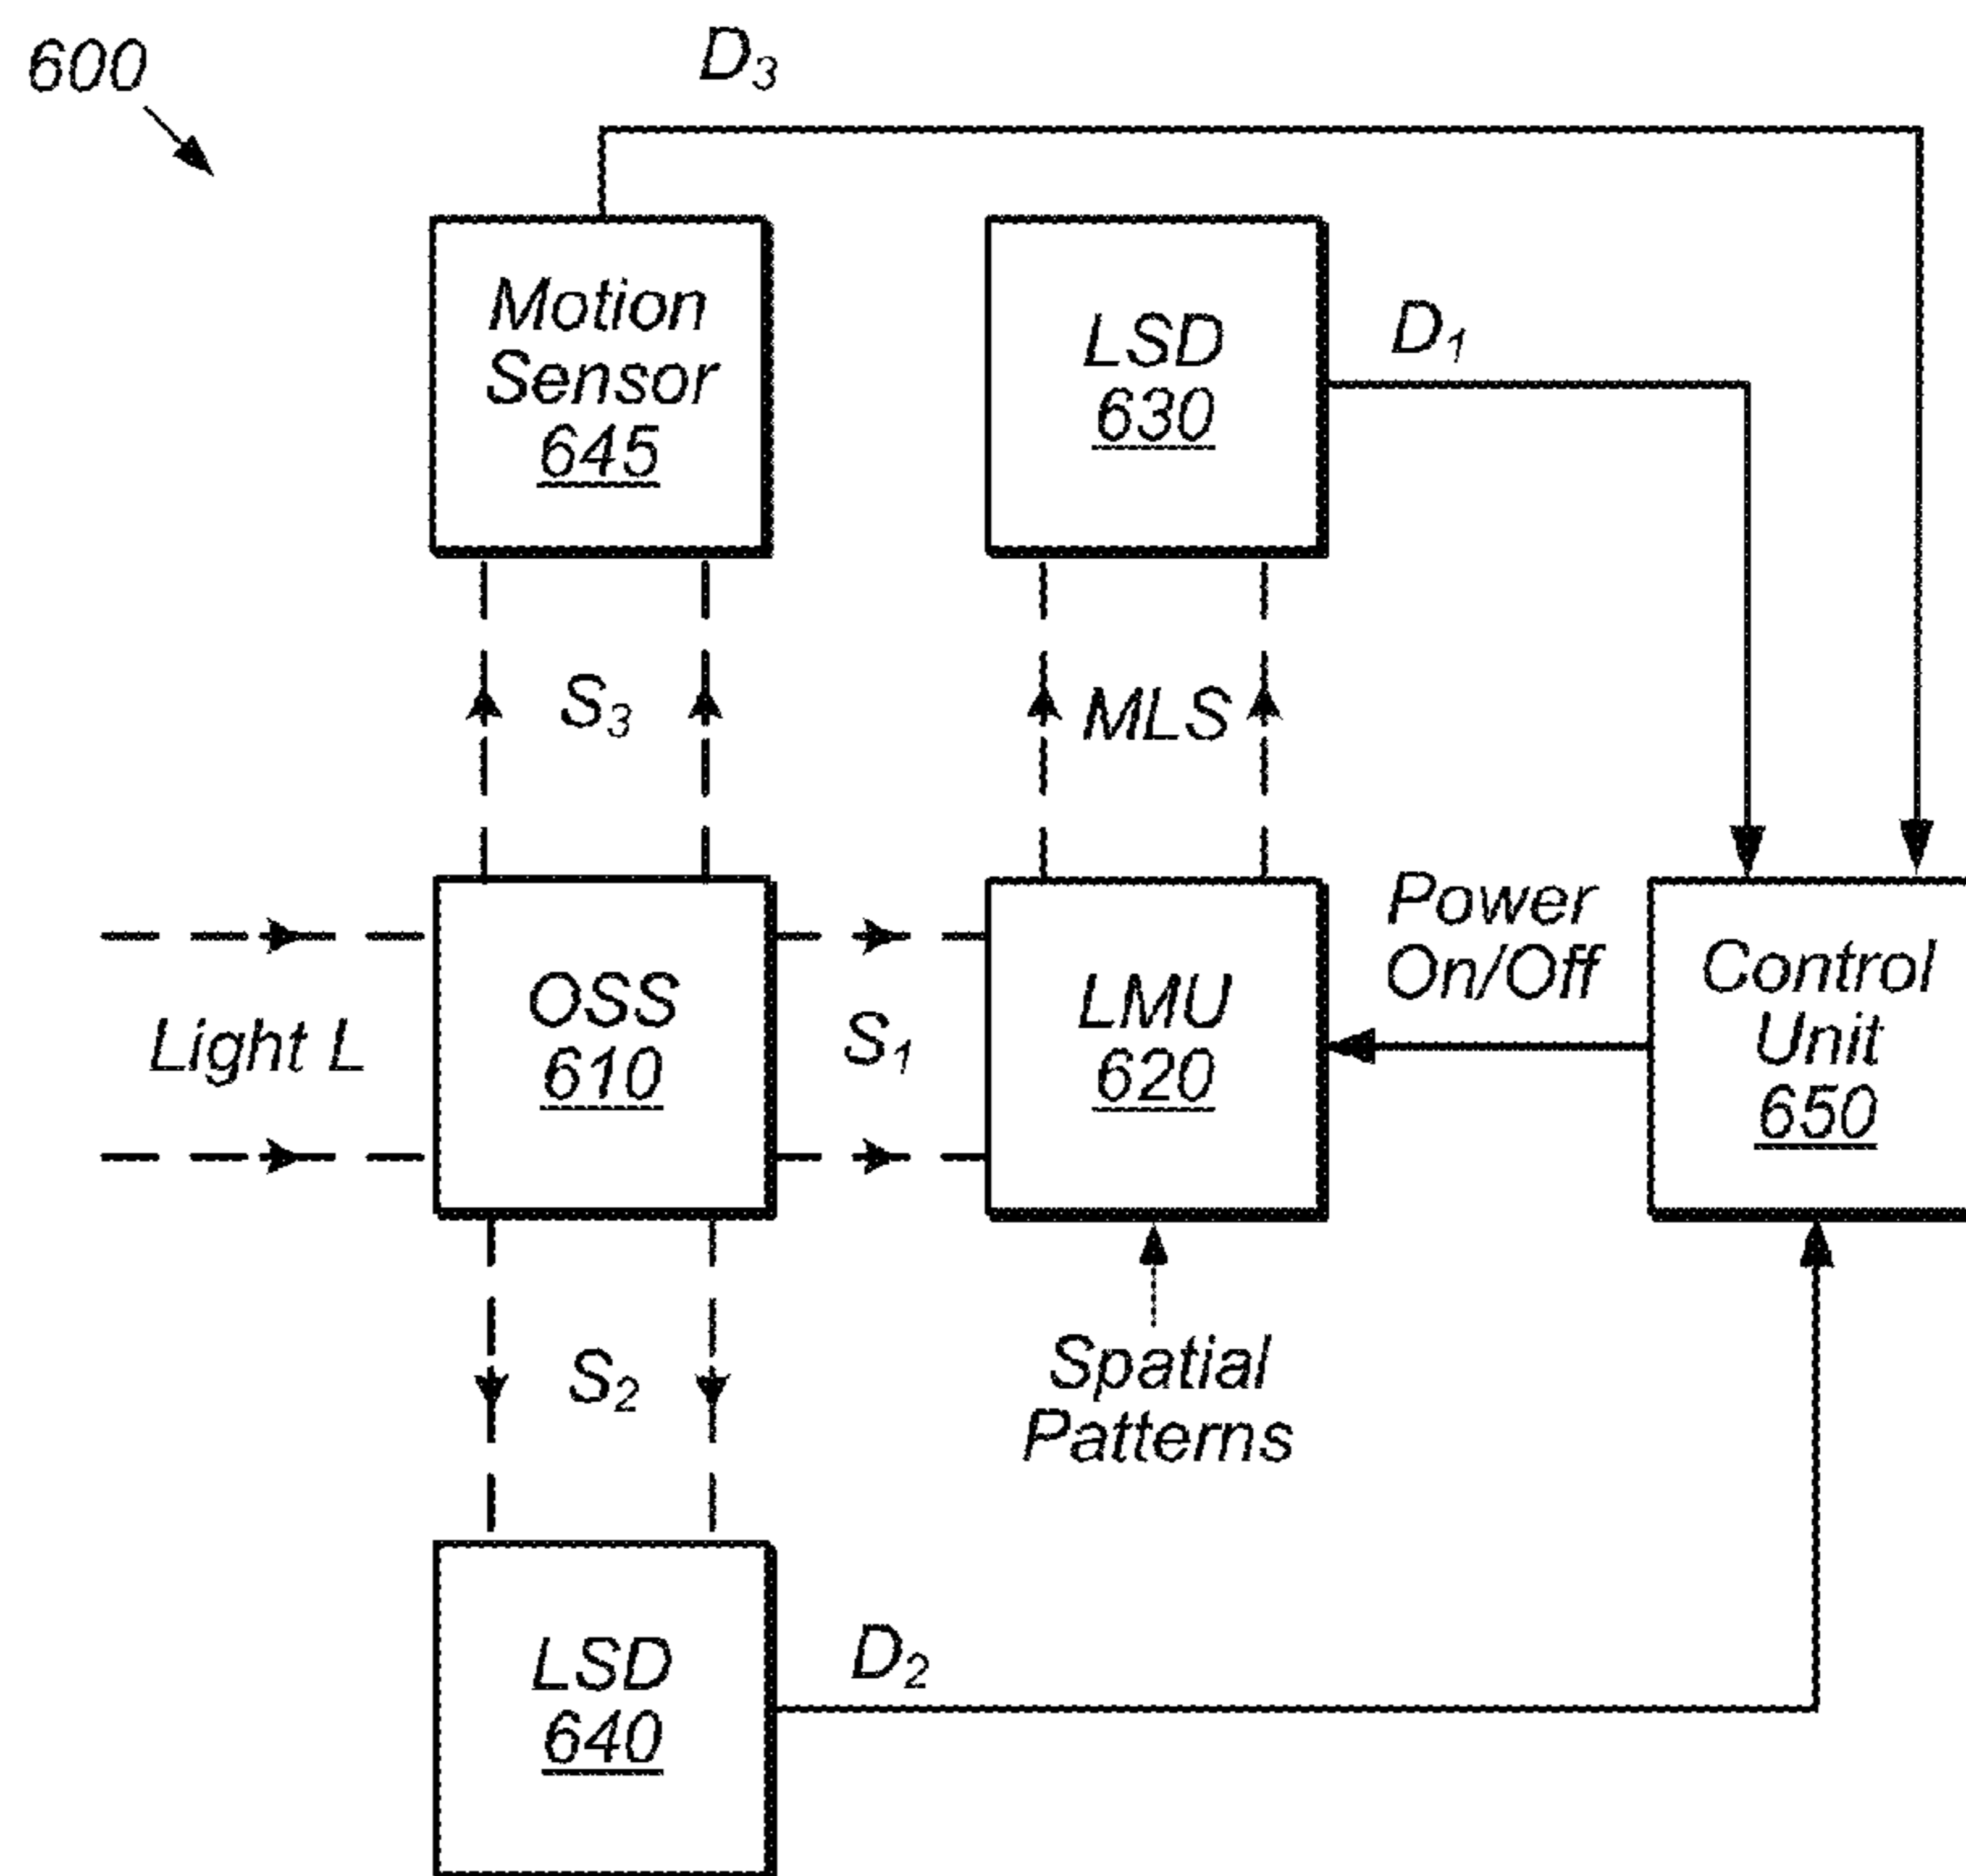 600
D₃
Motion
Sensor
645
LSD
630
D₁
S₃
MLS
Light L
OSS
610
S₁
LMU
620
Power
On/Off
Control
Unit
650
S₂
Spatial
Patterns
LSD
640
D₂